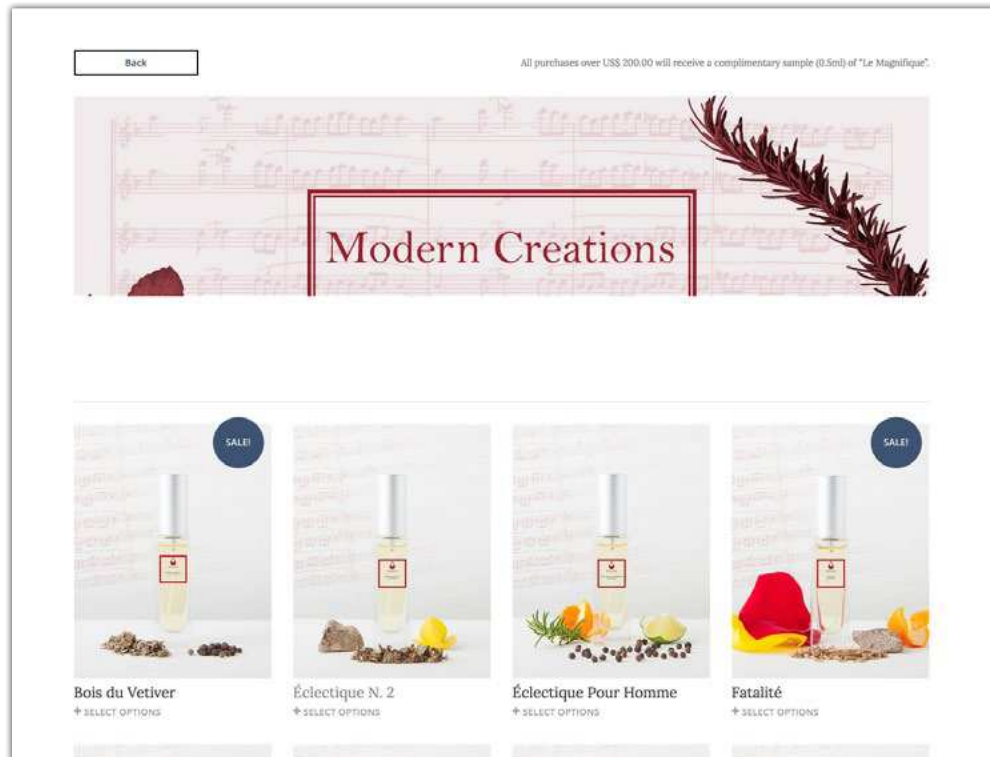 Back
All purchases over US$ 200.00 will receive a complimentary sample (0.5ml) of "Le Magnifique".
Modern Creations
SALE!
SALE!
Bois du Vetiver
Éclectique N. 2
Éclectique Pour Homme
Fatalité
+ SELECT OPTIONS
+ SELECT OPTIONS
+ SELECT OPTIONS
+ SELECT OPTIONS